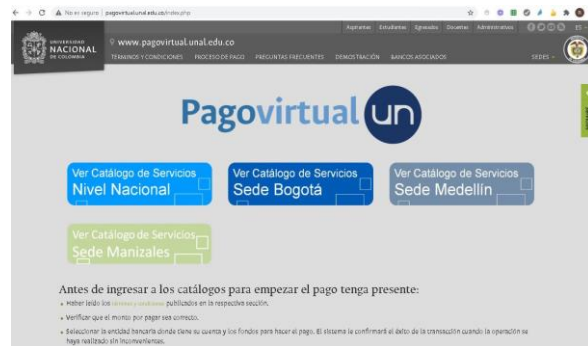 No es seguro | pagovirtual.unal.edu.co/index.php
Aspirantes Estudiantes Egresados Docentes Administrativos ES
UNIVERSIDAD
NACIONAL
DE COLOMBIA
www.pagovirtual.unal.edu.co
TÉRMINOS Y CONDICIONES PROCESO DE PAGO PREGUNTAS FRECUENTES DEMOSTRACIÓN BANCOS ASOCIADOS SEDES
Pagovirtual un
Ver Catálogo de Servicios
Nivel Nacional
Ver Catálogo de Servicios
Sede Bogotá
Ver Catálogo de Servicios
Sede Medellín
Ver Catálogo de Servicios
Sede Manizales
Antes de ingresar a los catálogos para empezar el pago tenga presente:
Haber leído los términos y condiciones publicados en la respectiva sección.
Verificar que el monto por pagar sea correcto.
Seleccionar la entidad bancaria donde tiene su cuenta y los fondos para hacer el pago. El sistema le confirmará el éxito de la transacción cuando la operación se
haya realizado sin inconvenientes.